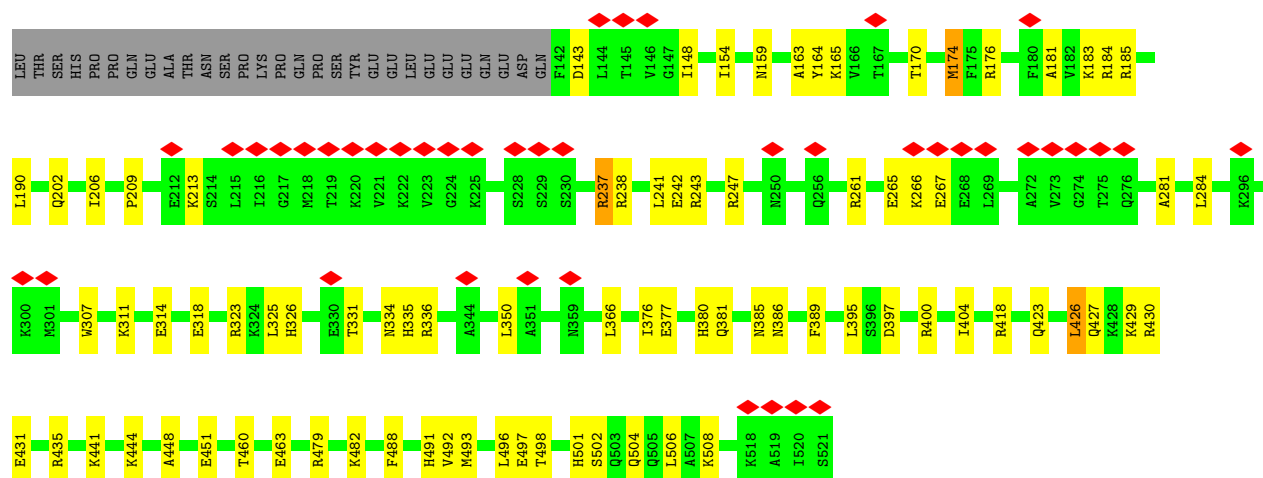 LEU THR SER HIS PRO PRO GLN GLU ALA THR ASN SER PRO LYS PRO GLN PRO SER TYR GLU GLU LEU GLU GLU GLU GLN GLU ASP GLN F142 D143 L144 T145 V146 G147 I148 I154 N159 A163 Y164 K165 V166 T167 T170 M174 F175 R176 F180 A181 V182 K183 R184 R185
L190 Q202 I206 P209 E212 K213 S214 L215 I216 G217 M218 T219 K220 V221 K222 V223 G224 K225 S228 S229 S230 R237 R238 L241 E242 R243 R247 N250 Q256 R261 E265 K266 E267 E268 L269 A272 V273 G274 T275 Q276 A281 L284 K296
K300 M301 W307 K311 E314 E318 R323 K324 L325 H326 E330 T331 N334 H335 R336 A344 L350 A351 N359 L366 I376 E377 H380 Q381 N385 N386 F389 L395 S396 D397 R400 I404 R418 Q423 L426 Q427 K428 K429 R430
E431 R435 K441 K444 A448 E451 T460 E463 R479 K482 F488 H491 V492 M493 L496 E497 T498 H501 S502 Q503 Q504 Q505 L506 A507 K508 K518 A519 I520 S521